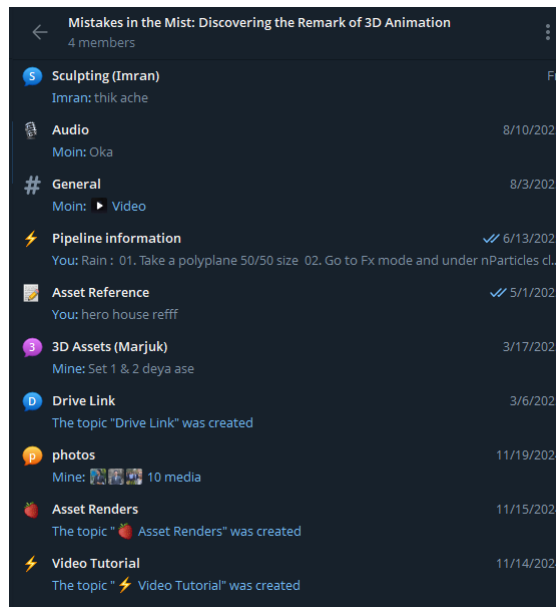 Mistakes in the Mist: Discovering the Remark of 3D Animation
4 members
S Sculpting (Imran) Fr
Imran: thik ache
Audio 8/10/202
Moin: Oka
# General 8/3/202
Moin: Video
Pipeline information 6/13/202
You: Rain : 01. Take a polyplane 50/50 size 02. Go to Fx mode and under nParticles cl...
Asset Reference 5/1/202
You: hero house refff
3 3D Assets (Marjuk) 3/17/202
Mine: Set 1 & 2 deya ase
D Drive Link 3/6/202
The topic "Drive Link" was created
p photos 11/19/202
Mine: 10 media
Asset Renders 11/15/202
The topic "🍓 Asset Renders" was created
Video Tutorial 11/14/202
The topic "⚡ Video Tutorial" was created